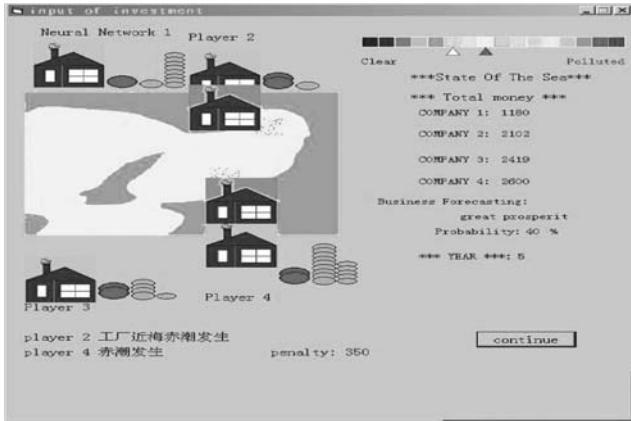 input of investment
Neural Network 1
Player 2
Clear
Polluted
***State Of The Sea***
*** Total money ***
COMPANY 1: 1180
COMPANY 2: 2102
COMPANY 3: 2419
COMPANY 4: 2600
Business Forecasting:
great prosperit
Probability: 40 %
*** YEAR ***: 5
Player 3
Player 4
player 2 工厂近梅赤潮发生
player 4 赤潮发生
penalty: 350
continue